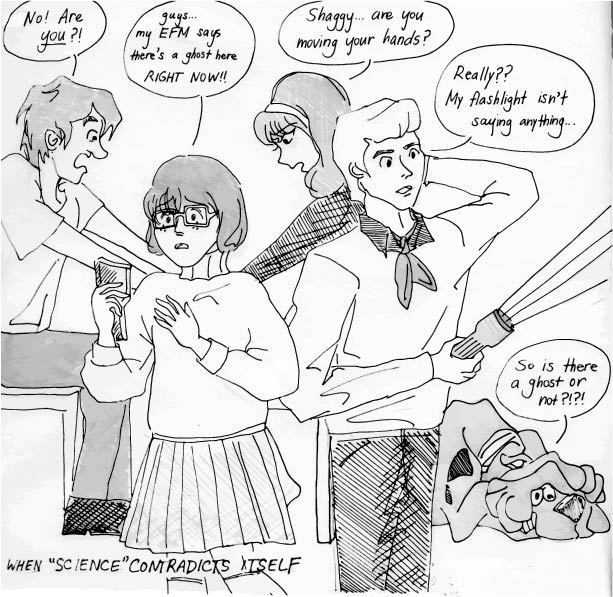 No! Are
you?!
guys...
my EFM says
there's a ghost here
RIGHT NOW!!
Shaggy... are you
moving your hands?
Really??
My flashlight isn't
saying anything...
So is there
a ghost or
not?!?!
WHEN "SCIENCE" CONTRADICTS ITSELF